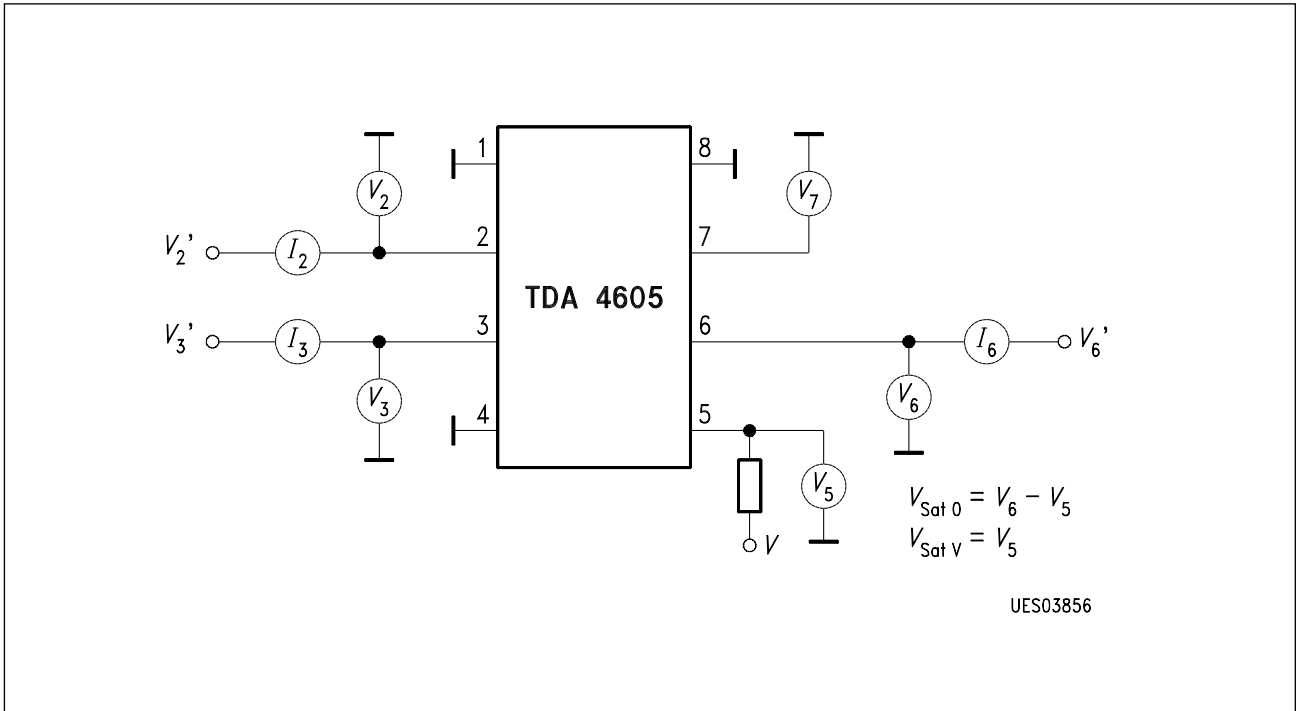 1
8
V2
V7
V2'
I2
2
7
TDA 4605
V3'
I3
3
6
I6
V6'
V3
V6
4
5
V5
VSat 0 = V6 − V5
V
VSat V = V5
UES03856